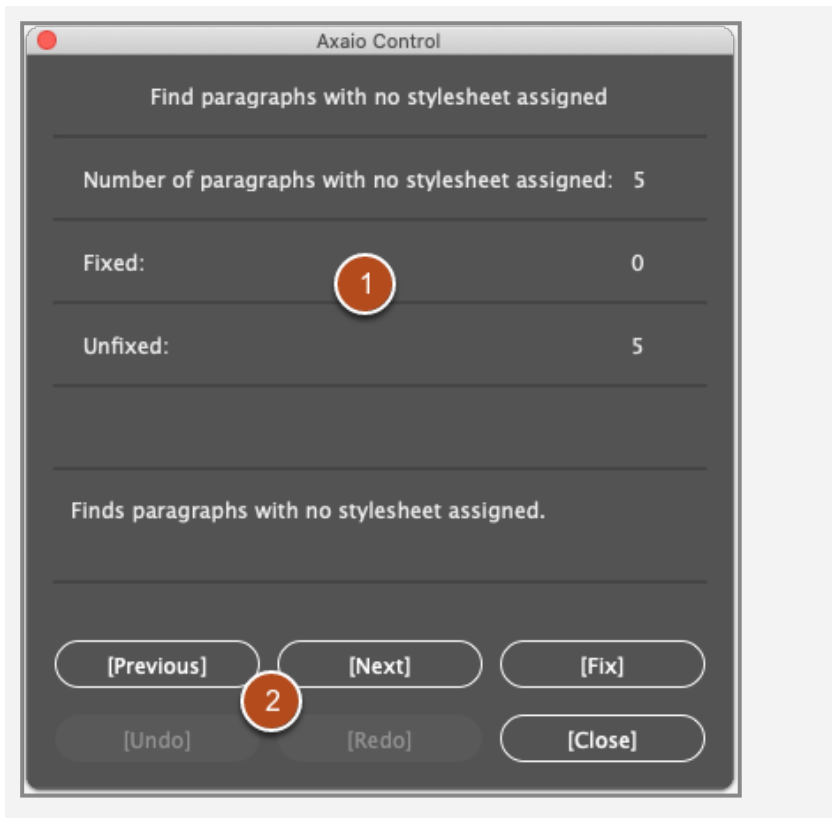 Axaio Control
Find paragraphs with no stylesheet assigned
Number of paragraphs with no stylesheet assigned: 5
Fixed: 0
1
Unfixed: 5
Finds paragraphs with no stylesheet assigned.
[Previous] [Next] [Fix]
2
[Undo] [Redo] [Close]